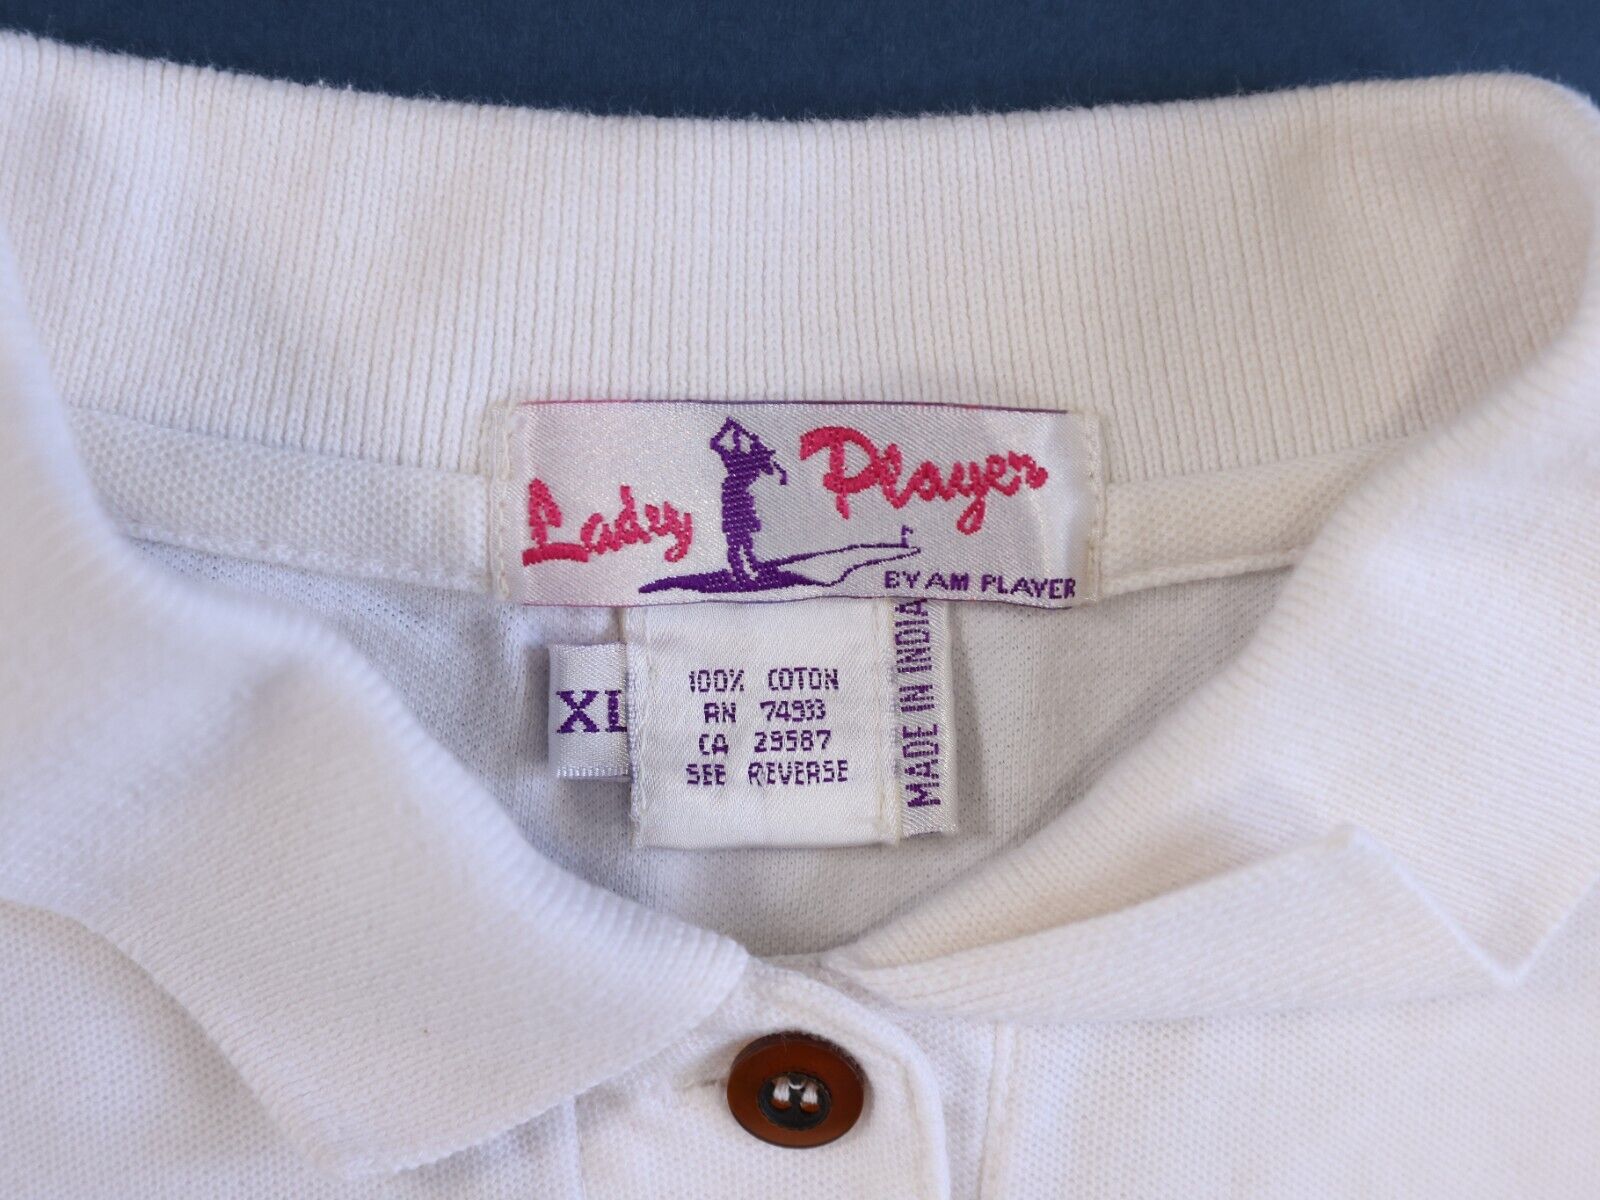 Lady Player
BY AM PLAYER
XL
100% COTON
RN 74933
CA 29587
SEE REVERSE
MADE IN INDIA